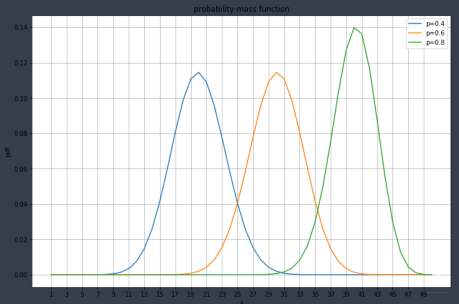 probability mass function
p=0.4
p=0.6
p=0.8
pdf
0.14
0.12
0.10
0.08
0.06
0.04
0.02
0.00
1 3 5 7 9 11 13 15 17 19 21 23 25 27 29 31 33 35 37 39 41 43 45 47 49